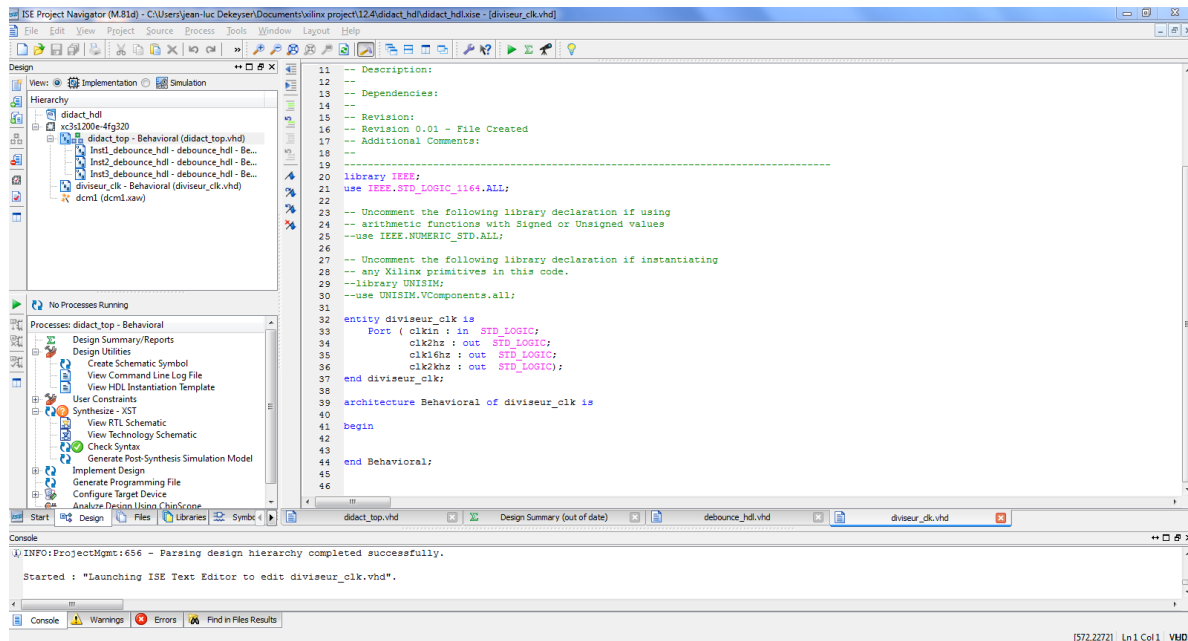 ISE Project Navigator (M.81d) - C:\Users\jean-luc Dekeyser\Documents\xilinx project\12.4\didact_hdl\didact_hdl.xise - [diviseur_clk.vhd]
File Edit View Project Source Process Tools Window Layout Help
Design
View: Implementation Simulation
Hierarchy
didact_hdl
xc3s1200e-4fg320
didact_top - Behavioral (didact_top.vhd)
Inst1_debounce_hdl - debounce_hdl - Be...
Inst2_debounce_hdl - debounce_hdl - Be...
Inst3_debounce_hdl - debounce_hdl - Be...
diviseur_clk - Behavioral (diviseur_clk.vhd)
dcm1 (dcm1.xaw)
No Processes Running
Processes: didact_top - Behavioral
Design Summary/Reports
Design Utilities
Create Schematic Symbol
View Command Line Log File
View HDL Instantiation Template
User Constraints
Synthesize - XST
View RTL Schematic
View Technology Schematic
Check Syntax
Generate Post-Synthesis Simulation Model
Implement Design
Generate Programming File
Configure Target Device
Analyze Design Using ChipScope
Start Design Files Libraries Symbo
11 -- Description:
12 --
13 -- Dependencies:
14 --
15 -- Revision:
16 -- Revision 0.01 - File Created
17 -- Additional Comments:
18 --
19 ----------------------------------------------------------------------------------
20 library IEEE;
21 use IEEE.STD_LOGIC_1164.ALL;
22
23 -- Uncomment the following library declaration if using
24 -- arithmetic functions with Signed or Unsigned values
25 --use IEEE.NUMERIC_STD.ALL;
26
27 -- Uncomment the following library declaration if instantiating
28 -- any Xilinx primitives in this code.
29 --library UNISIM;
30 --use UNISIM.VComponents.all;
31
32 entity diviseur_clk is
33 Port ( clkin : in STD_LOGIC;
34 clk2hz : out STD_LOGIC;
35 clk16hz : out STD_LOGIC;
36 clk2khz : out STD_LOGIC);
37 end diviseur_clk;
38
39 architecture Behavioral of diviseur_clk is
40
41 begin
42
43
44 end Behavioral;
45
46
didact_top.vhd Design Summary (out of date) debounce_hdl.vhd diviseur_clk.vhd
Console
INFO:ProjectMgmt:656 - Parsing design hierarchy completed successfully.
Started : "Launching ISE Text Editor to edit diviseur_clk.vhd".
Console Warnings Errors Find in Files Results
[572,2272] Ln 1 Col 1 VHD